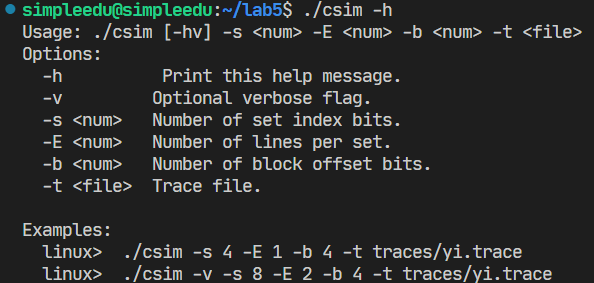 simpleedu@simpleedu:~/lab5$ ./csim -h
Usage: ./csim [-hv] -s <num> -E <num> -b <num> -t <file>
Options:
  -h         Print this help message.
  -v        Optional verbose flag.
  -s <num>  Number of set index bits.
  -E <num>  Number of lines per set.
  -b <num>  Number of block offset bits.
  -t <file>  Trace file.

Examples:
  linux>  ./csim -s 4 -E 1 -b 4 -t traces/yi.trace
  linux>  ./csim -v -s 8 -E 2 -b 4 -t traces/yi.trace